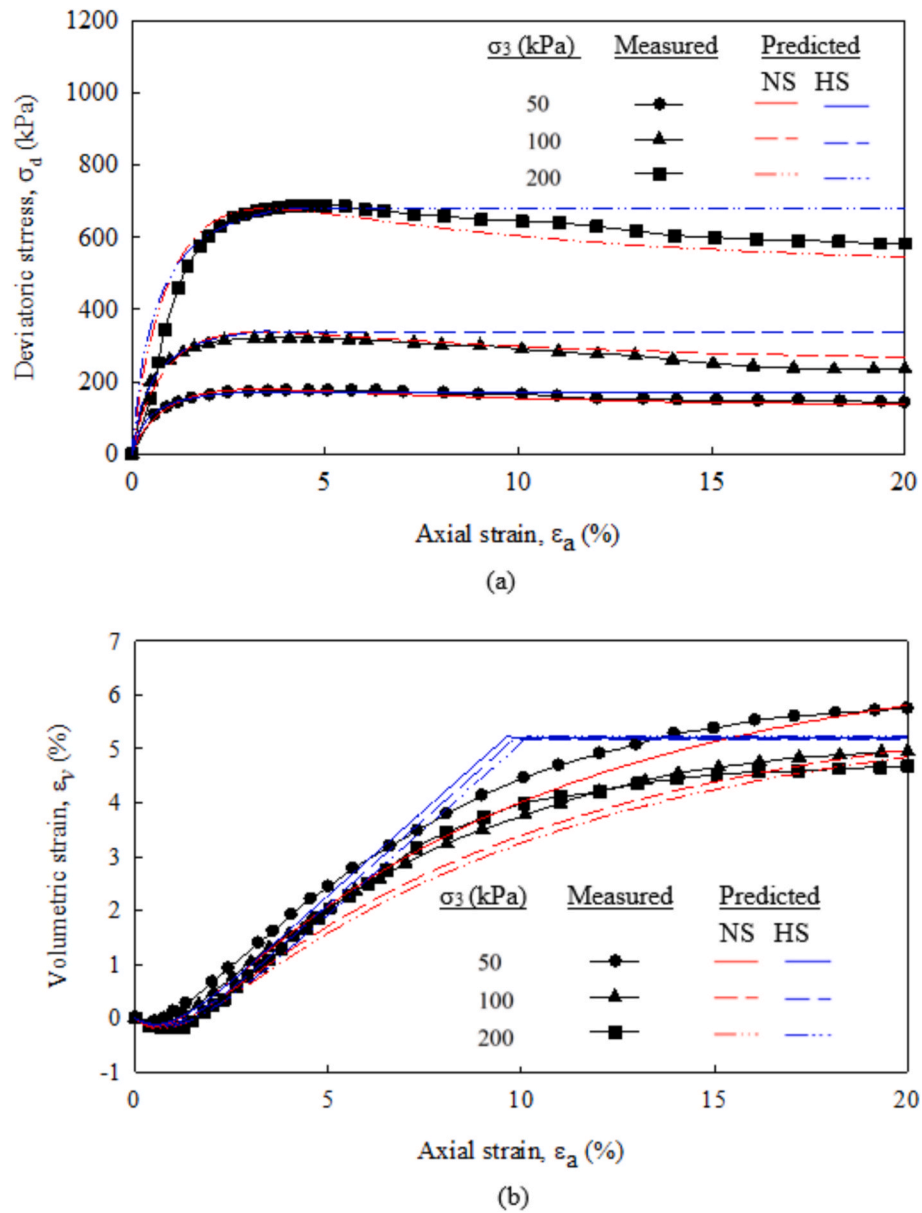 1200
1000
800
600
400
200
0
Deviatoric stress, σd (kPa)
σ3 (kPa) Measured Predicted
NS HS
50
100
200
0 5 10 15 20
Axial strain, εa (%)
(a)
7
6
5
4
3
2
1
0
-1
Volumetric strain, εv (%)
σ3 (kPa) Measured Predicted
NS HS
50
100
200
0 5 10 15 20
Axial strain, εa (%)
(b)